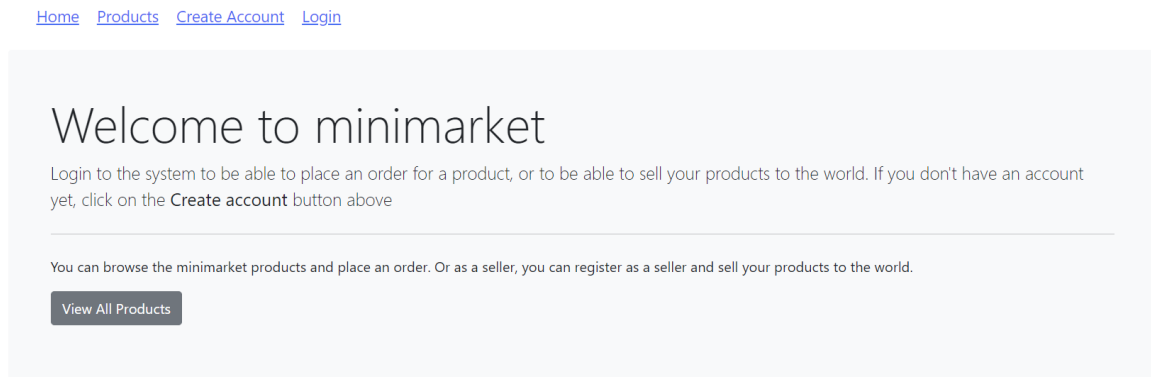 Home Products Create Account Login
Welcome to minimarket
Login to the system to be able to place an order for a product, or to be able to sell your products to the world. If you don't have an account
yet, click on the Create account button above
You can browse the minimarket products and place an order. Or as a seller, you can register as a seller and sell your products to the world.
View All Products